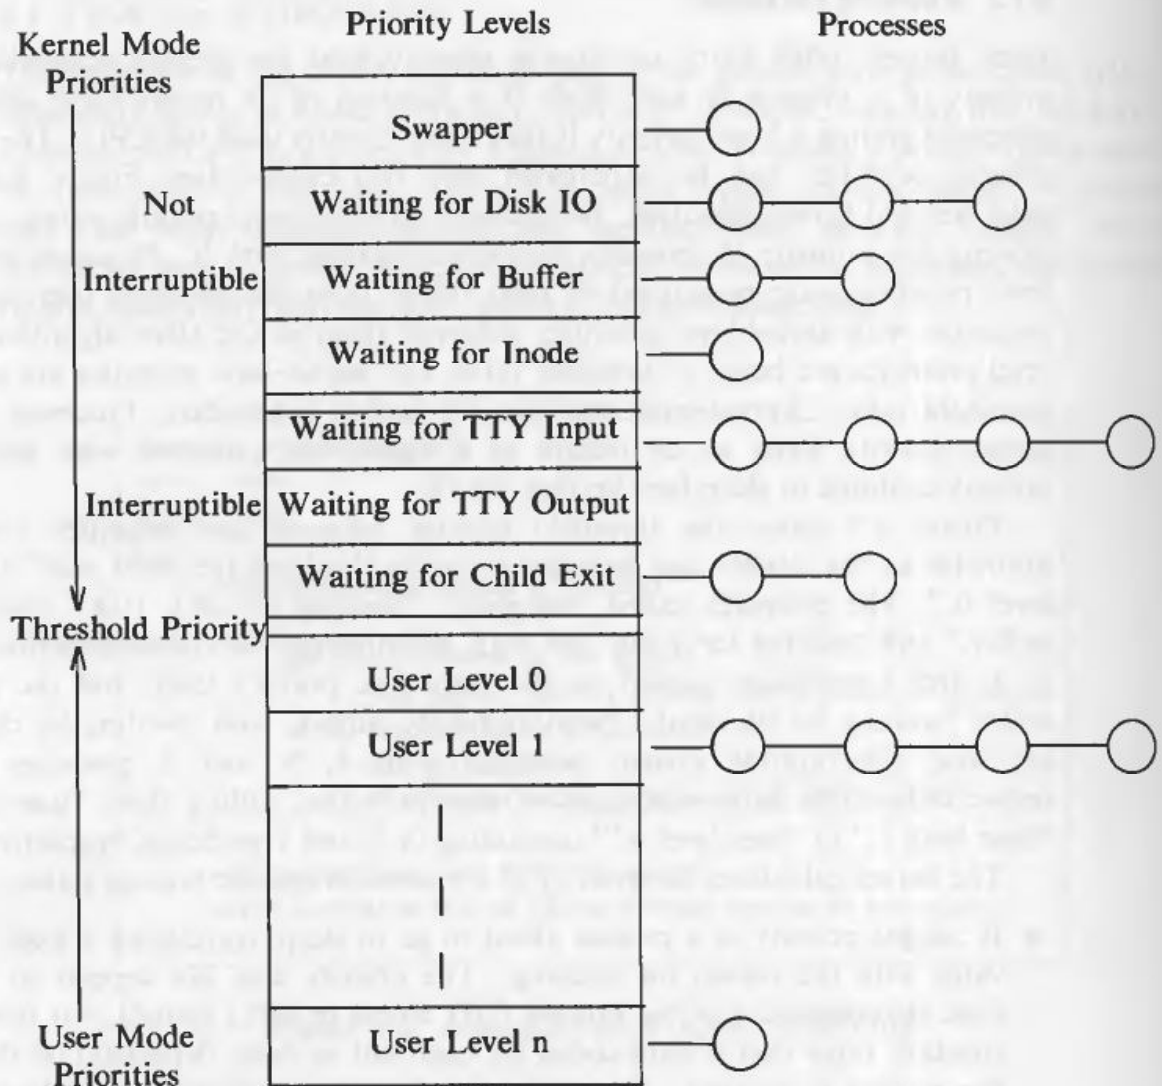 Priority Levels
Processes
Kernel Mode
Priorities
Swapper
Not
Waiting for Disk IO
Interruptible
Waiting for Buffer
Waiting for Inode
Waiting for TTY Input
Interruptible
Waiting for TTY Output
Waiting for Child Exit
Threshold Priority
User Level 0
User Level 1
User Mode
Priorities
User Level n